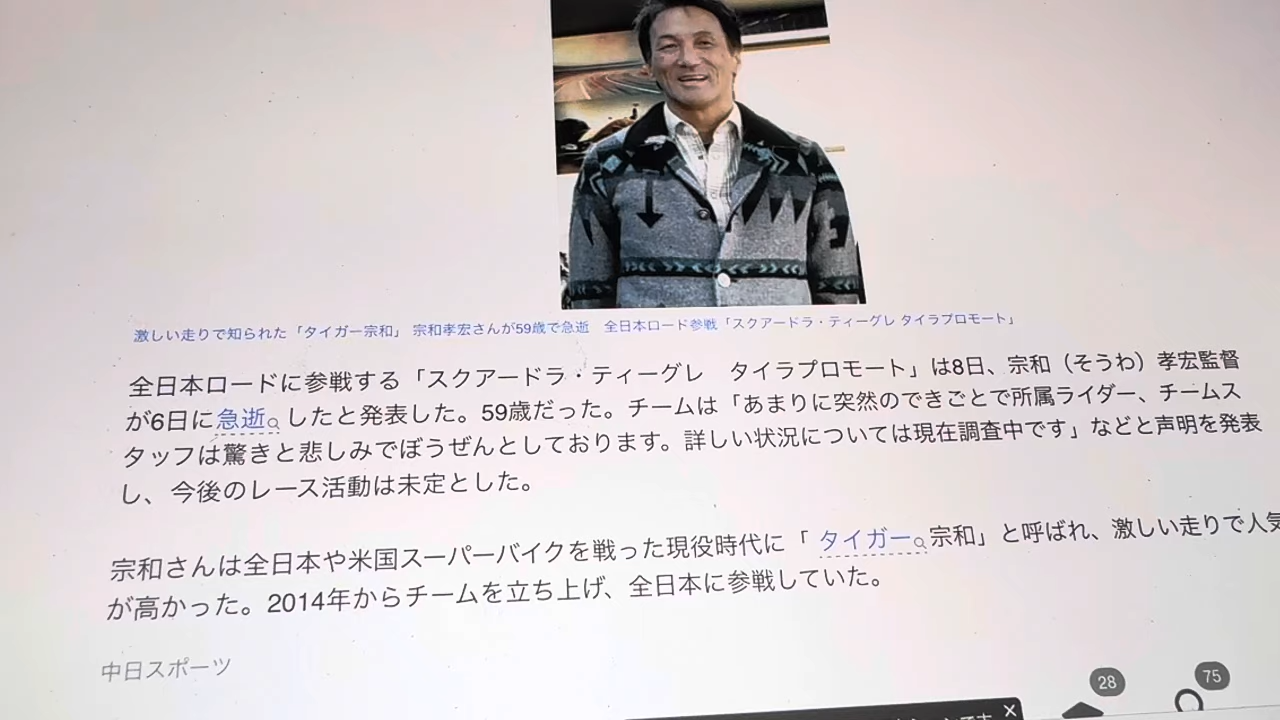 激しい走りで知られた「タイガー宗和」 宗和孝宏さんが59歳で急逝　全日本ロード参戦「スクアードラ・ティーグレ タイラプロモート」
全日本ロードに参戦する「スクアードラ・ティーグレ　タイラプロモート」は8日、宗和（そうわ）孝宏監督
が6日に急逝したと発表した。59歳だった。チームは「あまりに突然のできごとで所属ライダー、チームス
タッフは驚きと悲しみでぼうぜんとしております。詳しい状況については現在調査中です」などと声明を発表
し、今後のレース活動は未定とした。
宗和さんは全日本や米国スーパーバイクを戦った現役時代に「タイガー宗和」と呼ばれ、激しい走りで人気
が高かった。2014年からチームを立ち上げ、全日本に参戦していた。
中日スポーツ
28
75